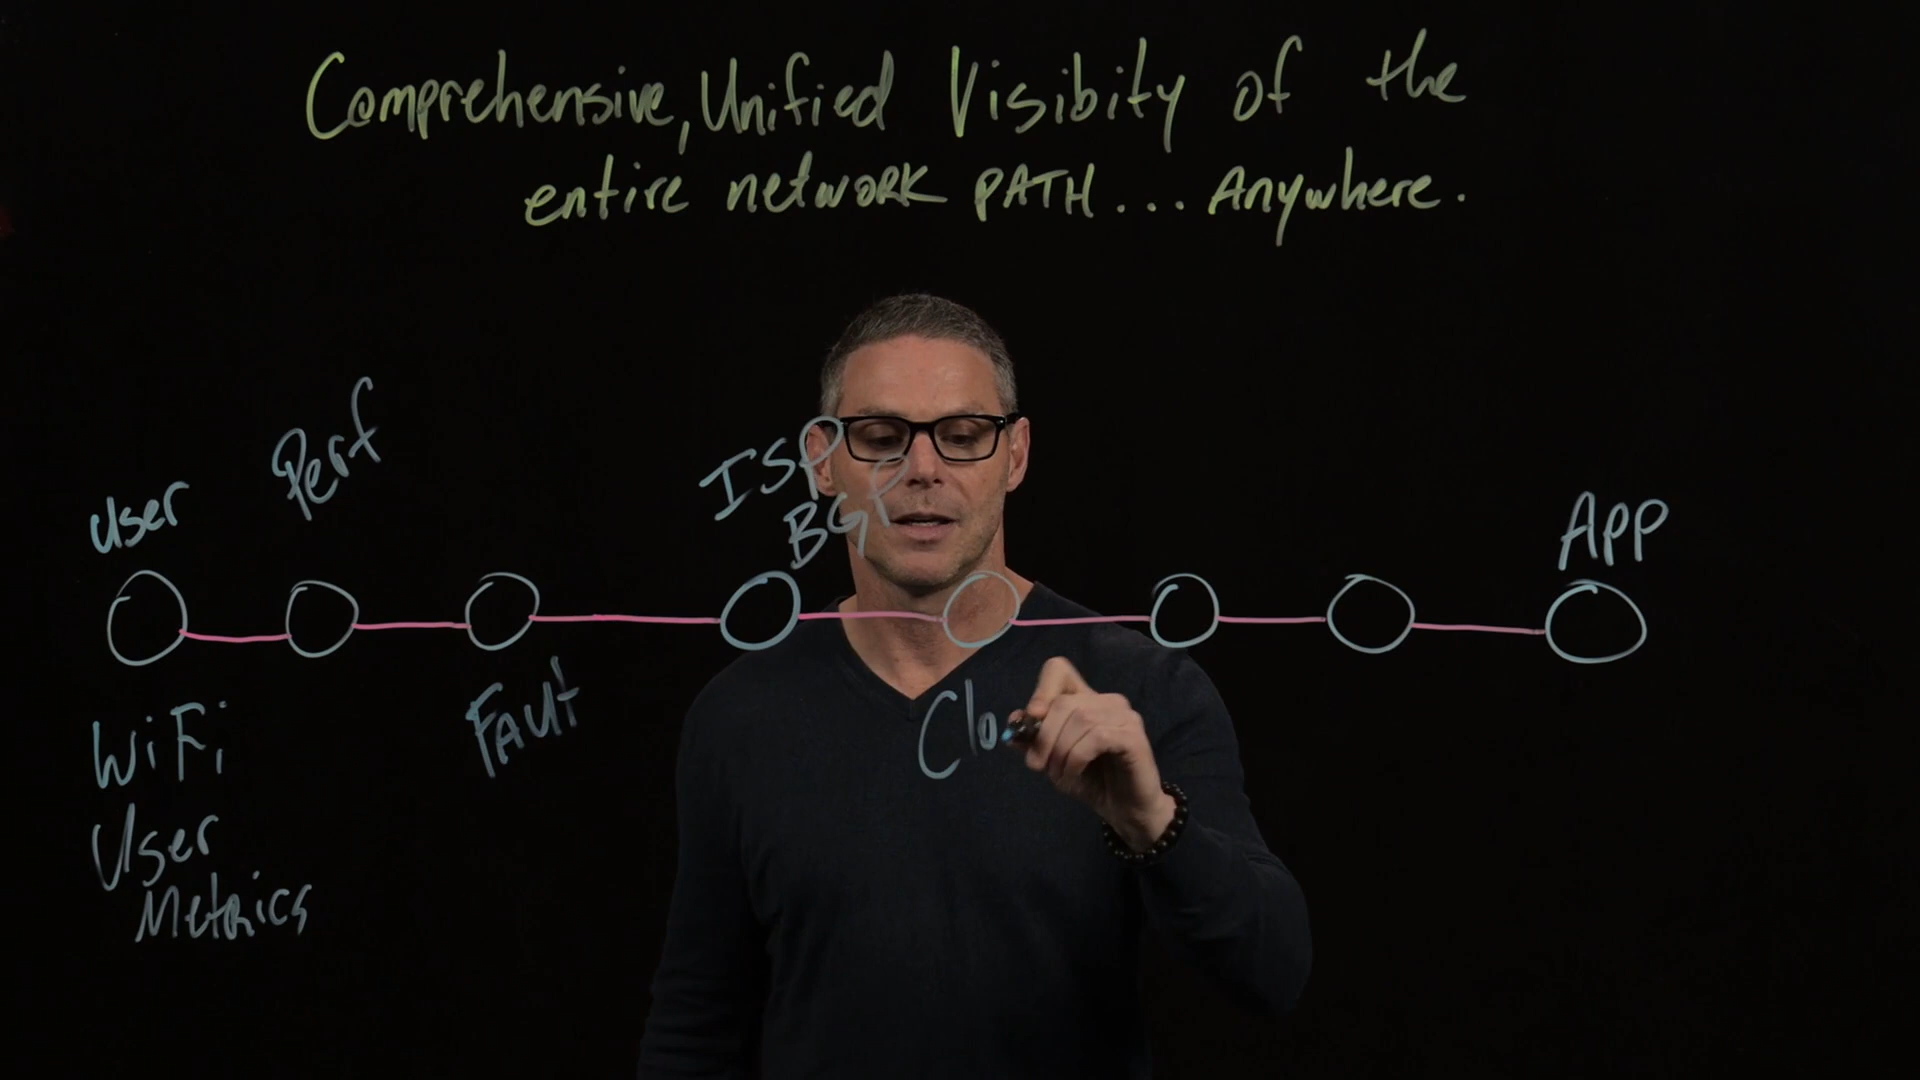 Comprehensive, Unified Visibity of the
entire network PATH... Anywhere.
User
Perf
ISP
BGP
App
WiFi
User
Metrics
Fault
Clo